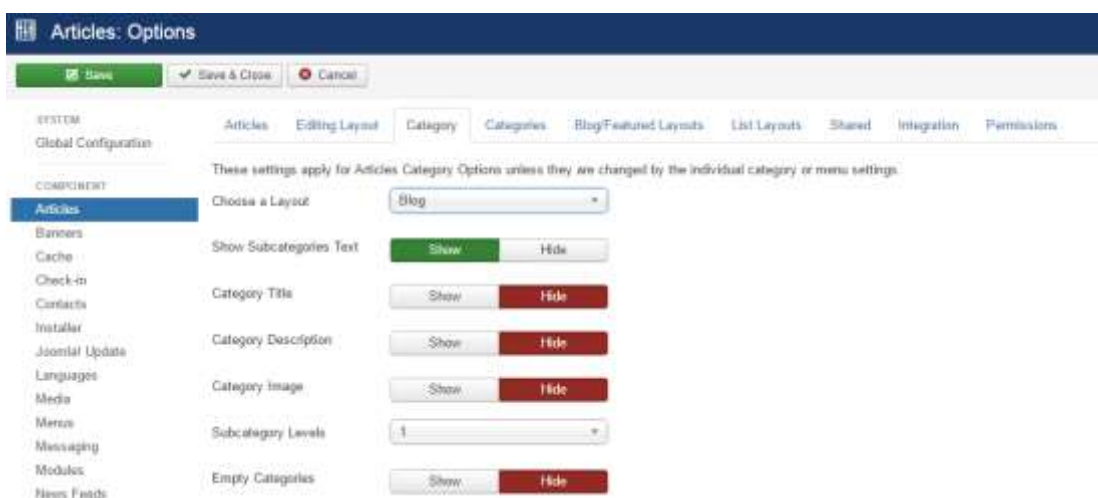 Articles: Options
Save
Save & Close
Cancel
SYSTEM
Global Configuration
COMPONENT
Articles
Banners
Cache
Check-in
Contacts
Installer
Joomla! Update
Languages
Media
Menus
Messaging
Modules
News Feeds
Articles Editing Layout Category Categories Blog/Featured Layouts List Layouts Shared Integration Permissions
These settings apply for Articles Category Options unless they are changed by the individual category or menu settings.
Choose a Layout Blog
Show Subcategories Text Show Hide
Category Title Show Hide
Category Description Show Hide
Category Image Show Hide
Subcategory Levels 1
Empty Categories Show Hide